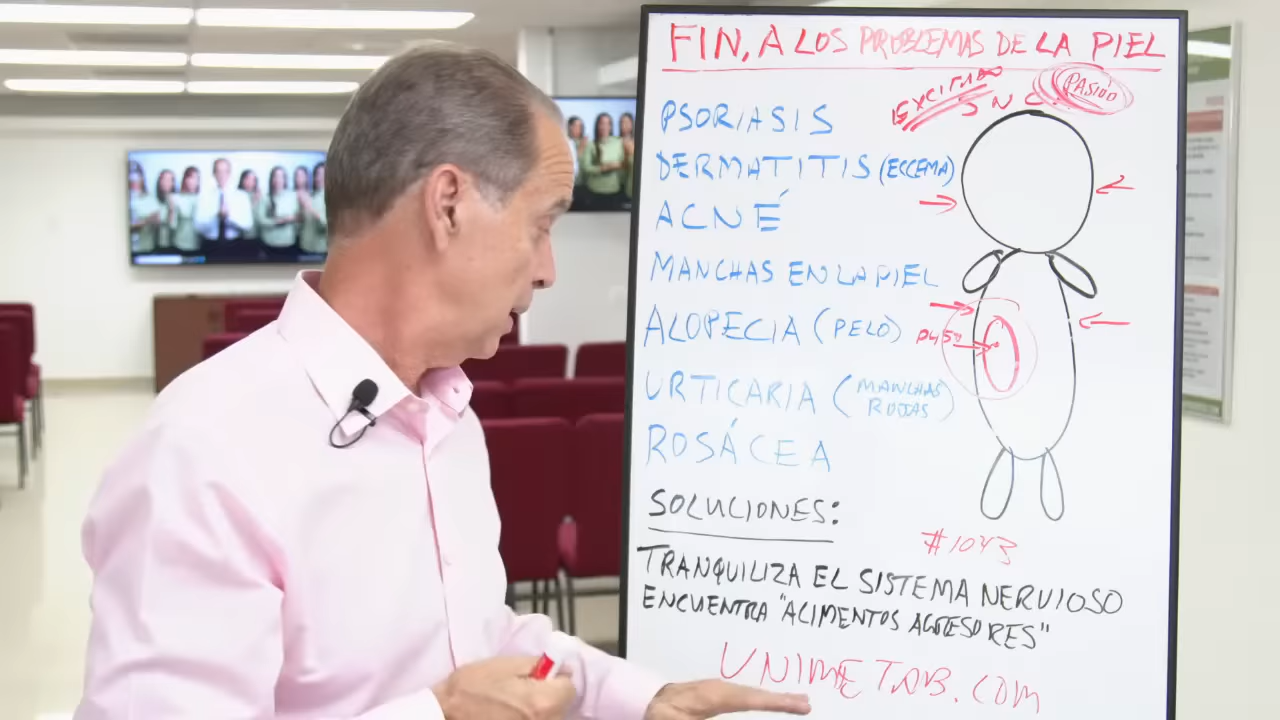 FIN, A LOS PROBLEMAS DE LA PIEL
EXCITADO
S N C
PASIVO
PSORIASIS
DERMATITIS (ECCEMA)
ACNÉ
MANCHAS EN LA PIEL
ALOPECIA (PELO)
URTICARIA (MANCHAS
ROJAS)
ROSÁCEA
SOLUCIONES:
#1043
TRANQUILIZA EL SISTEMA NERVIOSO
ENCUENTRA "ALIMENTOS AGRESORES"
UNIMETAB.COM